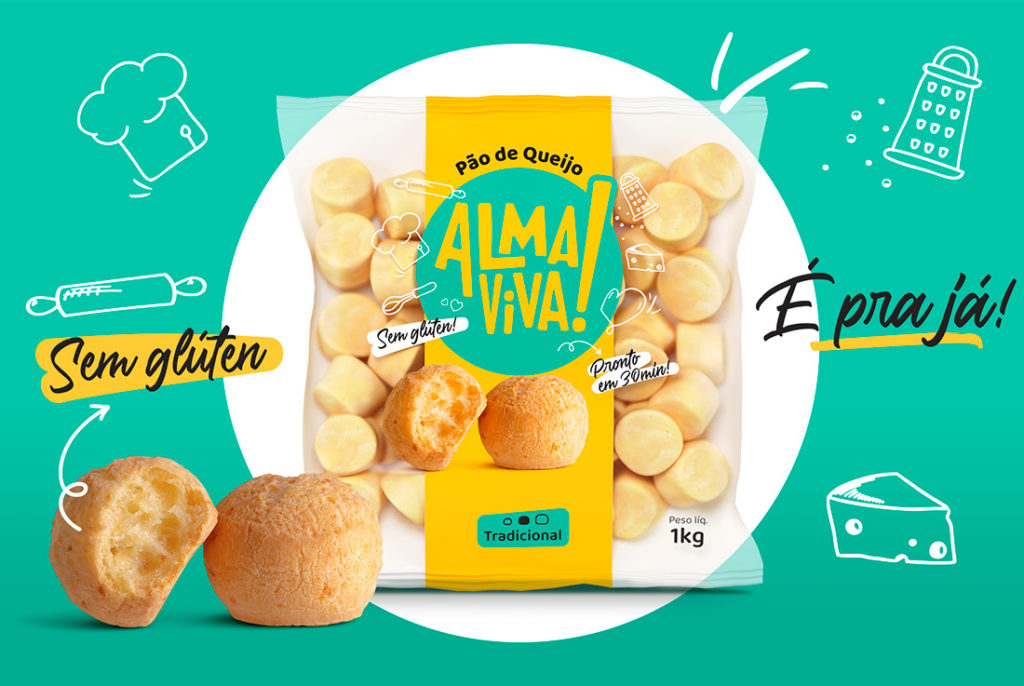 Pão de Queijo
ALMA
VIVA!
Sem glúten!
Pronto
em 30min!
Tradicional
Peso líq.
1kg
Sem glúten
É pra já!